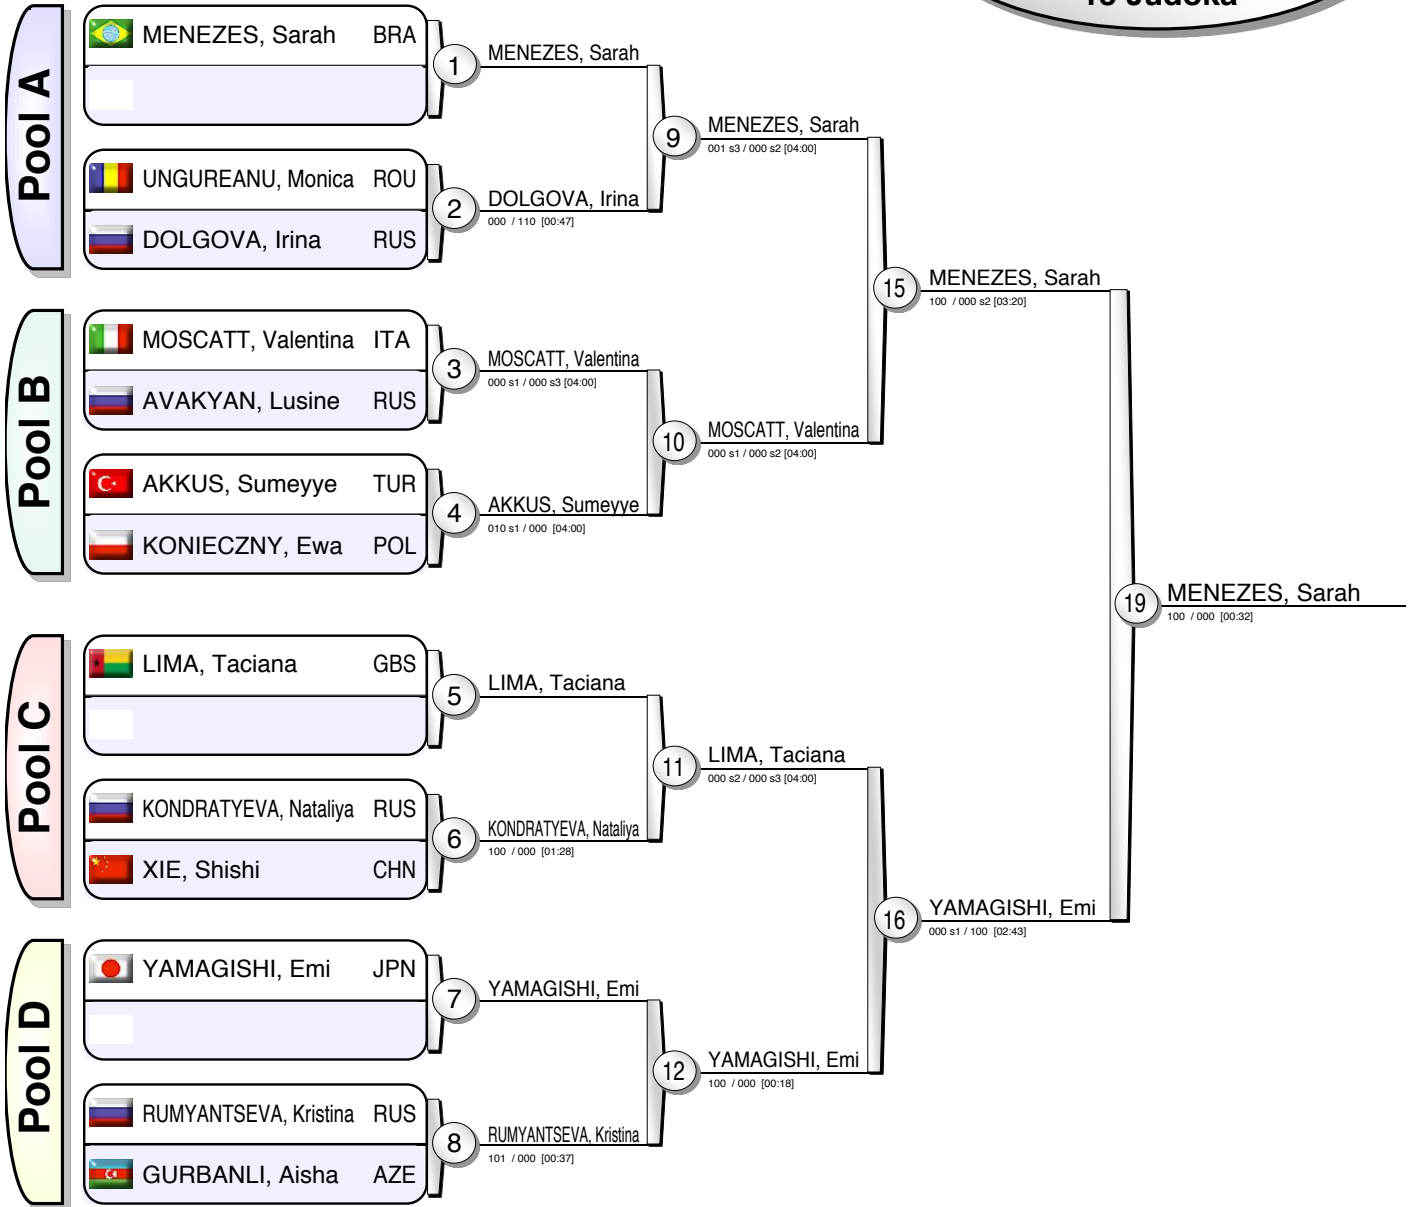 13 Judoka
Pool A
MENEZES, Sarah BRA
UNGUREANU, Monica ROU
DOLGOVA, Irina RUS
Pool B
MOSCATT, Valentina ITA
AVAKYAN, Lusine RUS
AKKUS, Sumeyye TUR
KONIECZNY, Ewa POL
Pool C
LIMA, Taciana GBS
KONDRATYEVA, Nataliya RUS
XIE, Shishi CHN
Pool D
YAMAGISHI, Emi JPN
RUMYANTSEVA, Kristina RUS
GURBANLI, Aisha AZE
1
MENEZES, Sarah
2
DOLGOVA, Irina
000 / 110 [00:47]
3
MOSCATT, Valentina
000 s1 / 000 s3 [04:00]
4
AKKUS, Sumeyye
010 s1 / 000 [04:00]
5
LIMA, Taciana
6
KONDRATYEVA, Nataliya
100 / 000 [01:28]
7
YAMAGISHI, Emi
8
RUMYANTSEVA, Kristina
101 / 000 [00:37]
9
MENEZES, Sarah
001 s3 / 000 s2 [04:00]
10
MOSCATT, Valentina
000 s1 / 000 s2 [04:00]
11
LIMA, Taciana
000 s2 / 000 s3 [04:00]
12
YAMAGISHI, Emi
100 / 000 [00:18]
15
MENEZES, Sarah
100 / 000 s2 [03:20]
16
YAMAGISHI, Emi
000 s1 / 100 [02:43]
19
MENEZES, Sarah
100 / 000 [00:32]